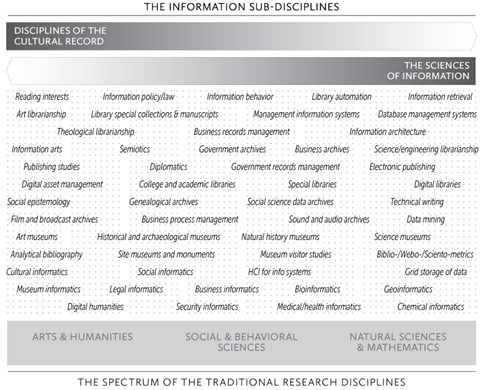 THE INFORMATION SUB-DISCIPLINES
DISCIPLINES OF THE
CULTURAL RECORD
THE SCIENCES
OF INFORMATION
Reading interests Information policy/law Information behavior Library automation Information retrieval
Art librarianship Library special collections & manuscripts Management information systems Database management systems
Theological librarianship Business records management Information architecture
Information arts Semiotics Government archives Business archives Science/engineering librarianship
Publishing studies Diplomatics Government records management Electronic publishing
Digital asset management College and academic libraries Special libraries Digital libraries
Social epistemology Genealogical archives Social science data archives Technical writing
Film and broadcast archives Business process management Sound and audio archives Data mining
Art museums Historical and archaeological museums Natural history museums Science museums
Analytical bibliography Site museums and monuments Museum visitor studies Biblio-/Webo-/Sciento-metrics
Cultural informatics Social informatics HCI for info systems Grid storage of data
Museum informatics Legal informatics Business informatics Bioinformatics Geoinformatics
Digital humanities Security informatics Medical/health informatics Chemical informatics
ARTS & HUMANITIES SOCIAL & BEHAVIORAL
SCIENCES NATURAL SCIENCES
& MATHEMATICS
THE SPECTRUM OF THE TRADITIONAL RESEARCH DISCIPLINES